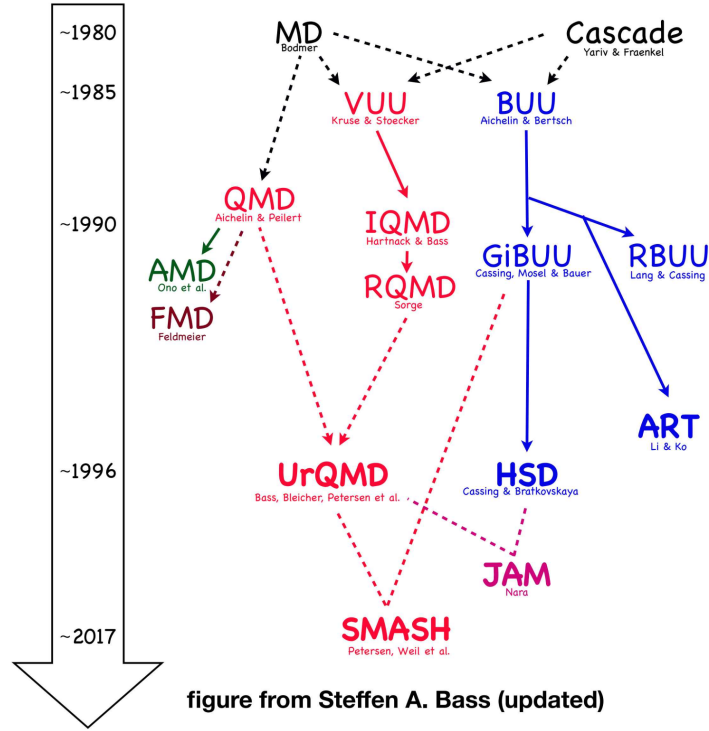 ~1980
MD
Bodmer
Cascade
Yariv & Fraenkel
~1985
VUU
Kruse & Stoecker
BUU
Aichelin & Bertsch
QMD
Aichelin & Peilert
~1990
IQMD
Hartnack & Bass
GiBUU
Cassing, Mosel & Bauer
RBUU
Lang & Cassing
AMD
Ono et al.
RQMD
Sorge
FMD
Feldmeier
ART
Li & Ko
~1996
UrQMD
Bass, Bleicher, Petersen et al.
HSD
Cassing & Bratkovskaya
JAM
Nara
~2017
SMASH
Petersen, Weil et al.
figure from Steffen A. Bass (updated)